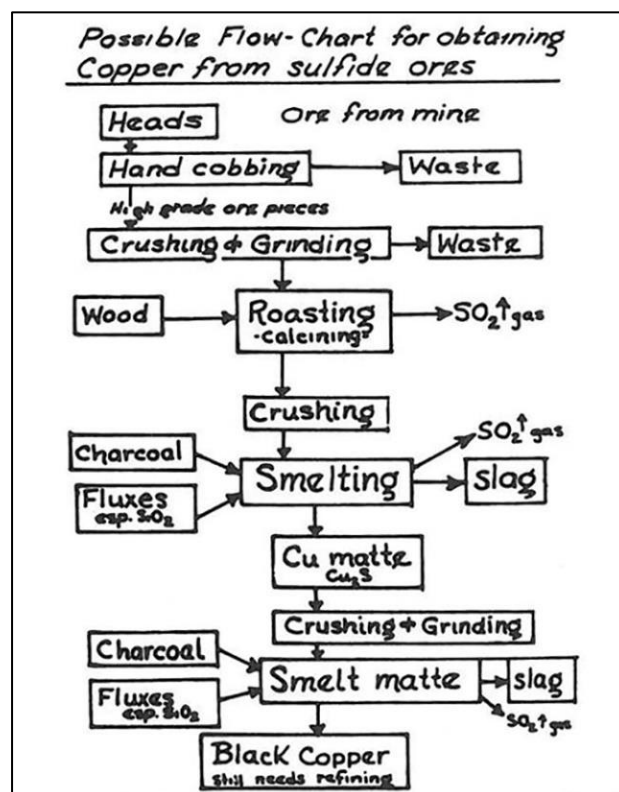 Possible Flow-Chart for obtaining
Copper from sulfide ores
Heads
Ore from mine
Hand cobbing
Waste
High grade ore pieces
Crushing & Grinding
Waste
Wood
Roasting
-calcining-
SO₂↑ gas
Crushing
Charcoal
Fluxes
esp. SiO₂
Smelting
SO₂↑ gas
slag
Cu matte
Cu₂S
Crushing & Grinding
Charcoal
Fluxes
esp. SiO₂
Smelt matte
slag
SO₂↑ gas
Black Copper
still needs refining